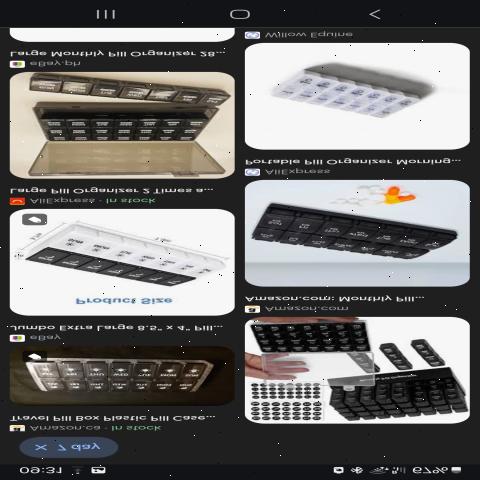 09:31 67%
× 7 day
Amazon.ca · In stock
Travel Pill Box Plastic Pill Case...
eBay
Jumbo Extra Large 8.5" x 4" Pill...
Product Size
AliExpress · In stock
Large Pill Organizer 2 Times a...
eBay.ph
Large Monthly Pill Organizer 28...
Amazon.com
Amazon.com: Monthly Pill...
AliExpress
Portable Pill Organizer Morning...
Willow Equine